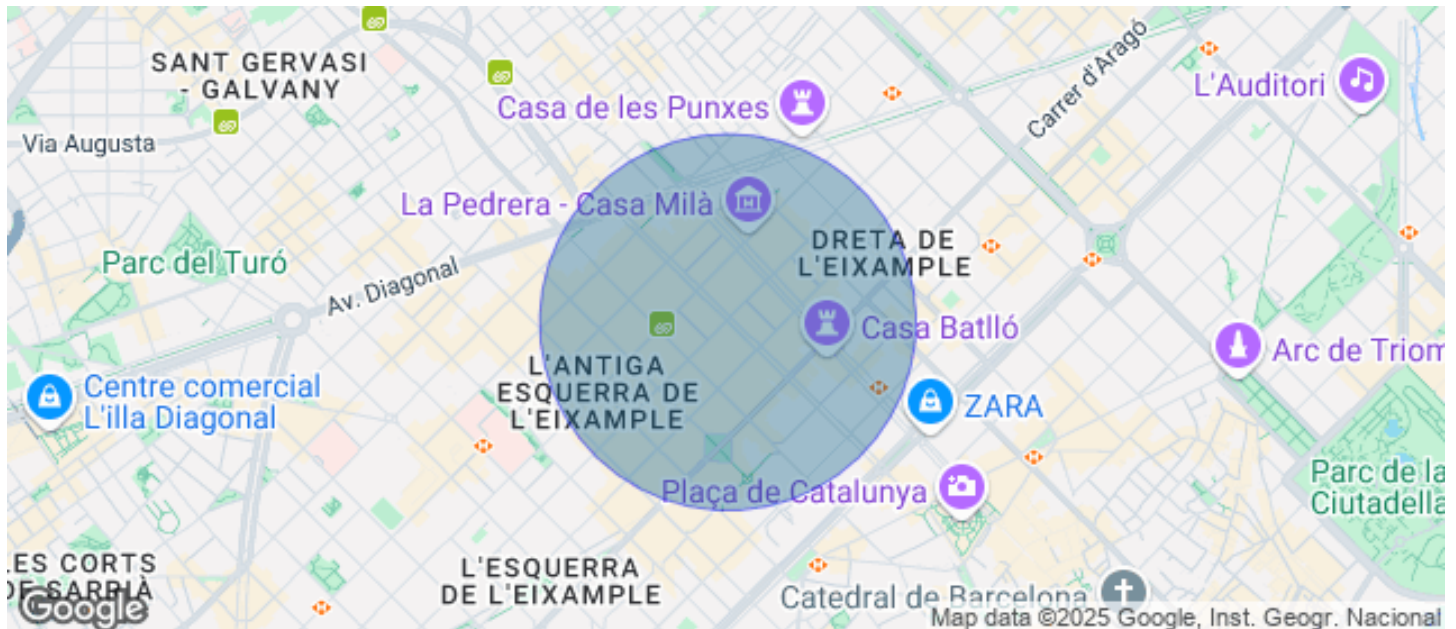 SANT GERVASI
- GALVANY
Casa de les Punxes
L'Auditori
Carrer d'Aragó
Via Augusta
La Pedrera - Casa Milà
DRETA DE
L'EIXAMPLE
Parc del Turó
Av. Diagonal
Casa Batlló
Arc de Triom
L'ANTIGA
ESQUERRA DE
L'EIXAMPLE
Centre comercial
L'illa Diagonal
ZARA
Plaça de Catalunya
Parc de la
Ciutadella
LES CORTS
DE SARRIÀ
L'ESQUERRA
DE L'EIXAMPLE
Catedral de Barcelona
Google
Map data ©2025 Google, Inst. Geogr. Nacional